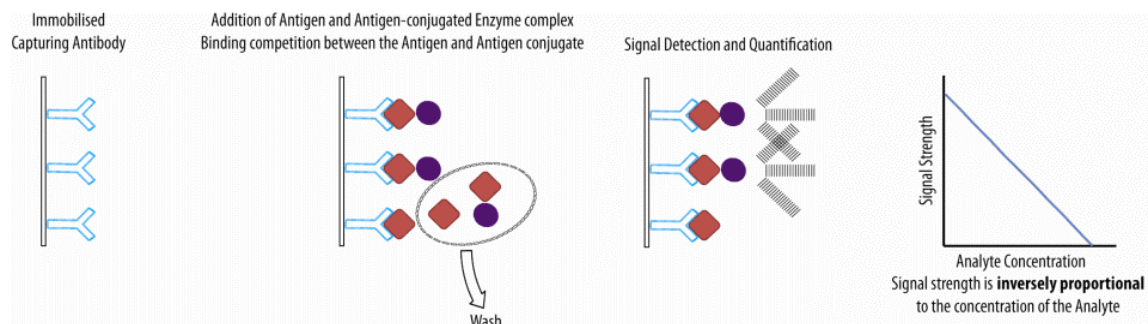 Immobilised
Capturing Antibody
Addition of Antigen and Antigen-conjugated Enzyme complex
Binding competition between the Antigen and Antigen conjugate
Wash
Signal Detection and Quantification
Signal Strength
Analyte Concentration
Signal strength is inversely proportional
to the concentration of the Analyte